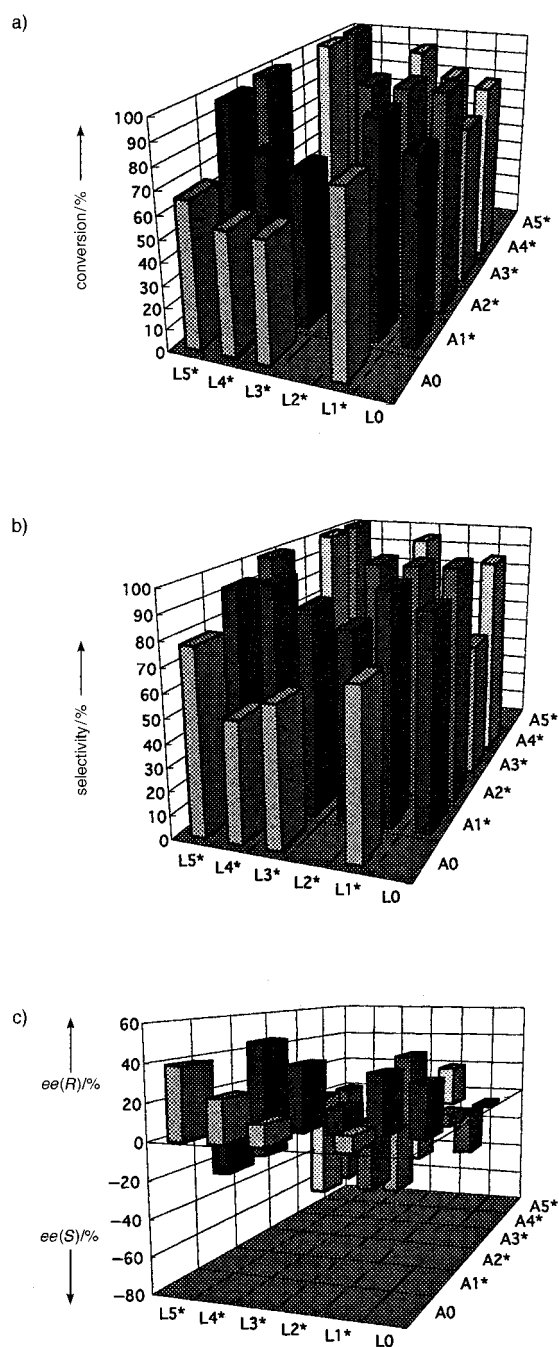 a)
conversion/%
100
90
80
70
60
50
40
30
20
10
0
L5*
L4*
L3*
L2*
L1*
L0
A0
A1*
A2*
A3*
A4*
A5*
b)
selectivity/%
100
90
80
70
60
50
40
30
20
10
0
L5*
L4*
L3*
L2*
L1*
L0
A0
A1*
A2*
A3*
A4*
A5*
c)
ee(R)/%
ee(S)/%
60
40
20
0
−20
−40
−60
−80
L5*
L4*
L3*
L2*
L1*
L0
A0
A1*
A2*
A3*
A4*
A5*